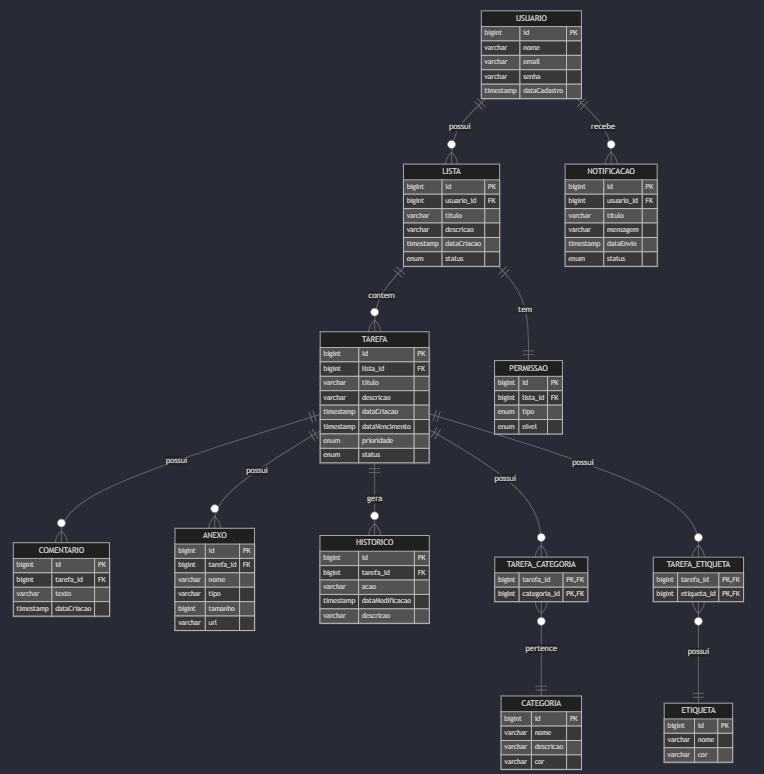 USUARIO
bigint id PK
varchar nome
varchar email
varchar senha
timestamp dataCadastro
possui
recebe
LISTA
bigint id PK
bigint usuario_id FK
varchar titulo
varchar descricao
timestamp dataCriacao
enum status
NOTIFICACAO
bigint id PK
bigint usuario_id FK
varchar titulo
varchar mensagem
timestamp dataEnvio
enum status
contem
tem
TAREFA
bigint id PK
bigint lista_id FK
varchar titulo
varchar descricao
timestamp dataCriacao
timestamp dataVencimento
enum prioridade
enum status
PERMISSAO
bigint id PK
bigint lista_id FK
enum tipo
enum nivel
possui
possui
gera
possui
possui
COMENTARIO
bigint id PK
bigint tarefa_id FK
varchar texto
timestamp dataCriacao
ANEXO
bigint id PK
bigint tarefa_id FK
varchar nome
varchar tipo
bigint tamanho
varchar url
HISTORICO
bigint id PK
bigint tarefa_id FK
varchar acao
timestamp dataModificacao
varchar descricao
TAREFA_CATEGORIA
bigint tarefa_id PK,FK
bigint categoria_id PK,FK
TAREFA_ETIQUETA
bigint tarefa_id PK,FK
bigint etiqueta_id PK,FK
pertence
possui
CATEGORIA
bigint id PK
varchar nome
varchar descricao
varchar cor
ETIQUETA
bigint id PK
varchar nome
varchar cor